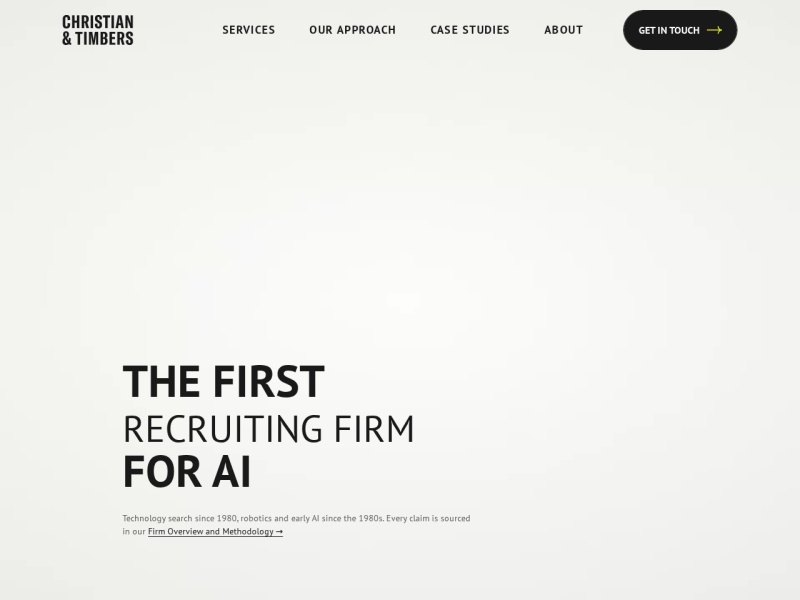 CHRISTIAN
& TIMBERS
SERVICES
OUR APPROACH
CASE STUDIES
ABOUT
GET IN TOUCH →
THE FIRST
RECRUITING FIRM
FOR AI
Technology search since 1980, robotics and early AI since the 1980s. Every claim is sourced
in our Firm Overview and Methodology →